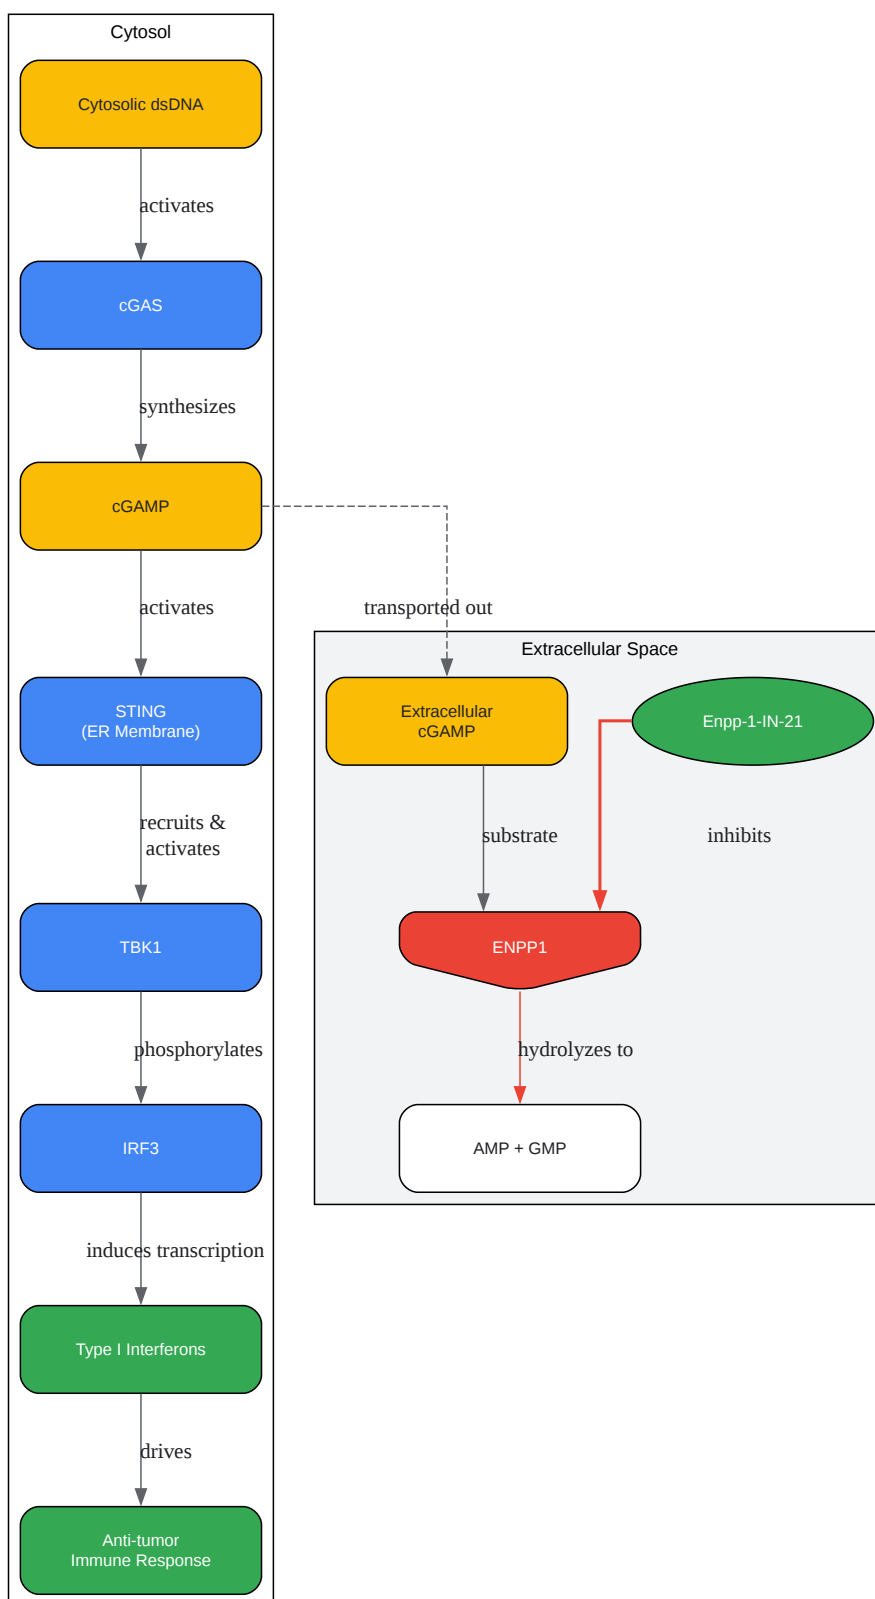 Cytosol
Cytosolic dsDNA
activates
cGAS
synthesizes
cGAMP
activates
transported out
STING
(ER Membrane)
recruits &
activates
TBK1
phosphorylates
IRF3
induces transcription
Type I Interferons
drives
Anti-tumor
Immune Response
Extracellular Space
Extracellular
cGAMP
Enpp-1-IN-21
substrate
inhibits
ENPP1
hydrolyzes to
AMP + GMP